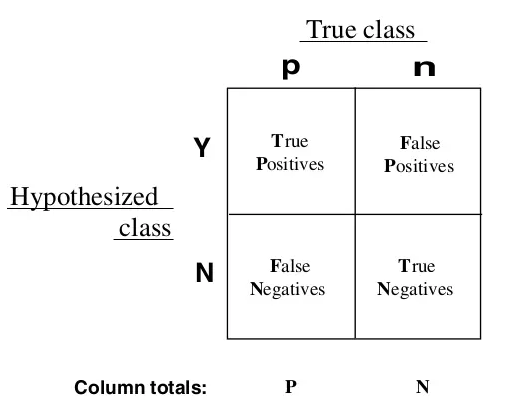 True class
p n
Y
True
Positives
False
Positives
Hypothesized
class
N
False
Negatives
True
Negatives
Column totals: P N